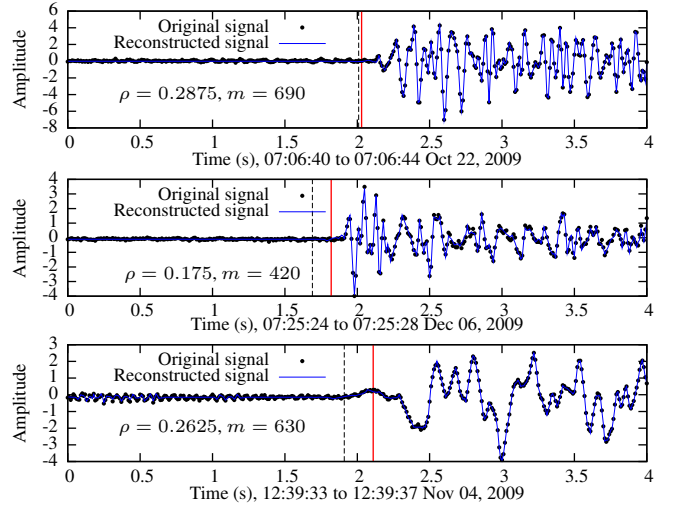 6
4
2
0
-2
-4
-6
-8
Amplitude
Original signal
Reconstructed signal
ρ = 0.2875, m = 690
0 0.5 1 1.5 2 2.5 3 3.5 4
Time (s), 07:06:40 to 07:06:44 Oct 22, 2009
4
3
2
1
0
-1
-2
-3
-4
Amplitude
Original signal
Reconstructed signal
ρ = 0.175, m = 420
0 0.5 1 1.5 2 2.5 3 3.5 4
Time (s), 07:25:24 to 07:25:28 Dec 06, 2009
3
2
1
0
-1
-2
-3
-4
Amplitude
Original signal
Reconstructed signal
ρ = 0.2625, m = 630
0 0.5 1 1.5 2 2.5 3 3.5 4
Time (s), 12:39:33 to 12:39:37 Nov 04, 2009